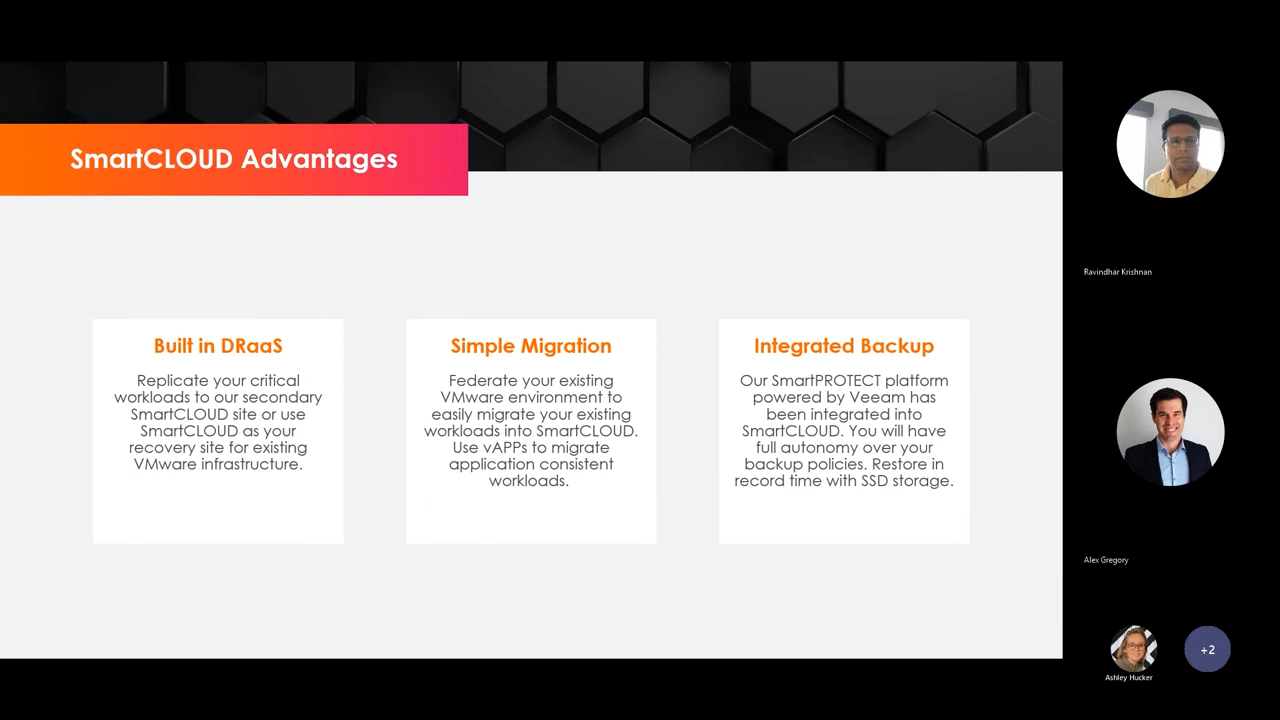 SmartCLOUD Advantages
Built in DRaaS
Replicate your critical
workloads to our secondary
SmartCLOUD site or use
SmartCLOUD as your
recovery site for existing
VMware infrastructure.
Simple Migration
Federate your existing
VMware environment to
easily migrate your existing
workloads into SmartCLOUD.
Use vAPPs to migrate
application consistent
workloads.
Integrated Backup
Our SmartPROTECT platform
powered by Veeam has
been integrated into
SmartCLOUD. You will have
full autonomy over your
backup policies. Restore in
record time with SSD storage.
Ravindhar Krishnan
Alex Gregory
Ashley Hucker
+2